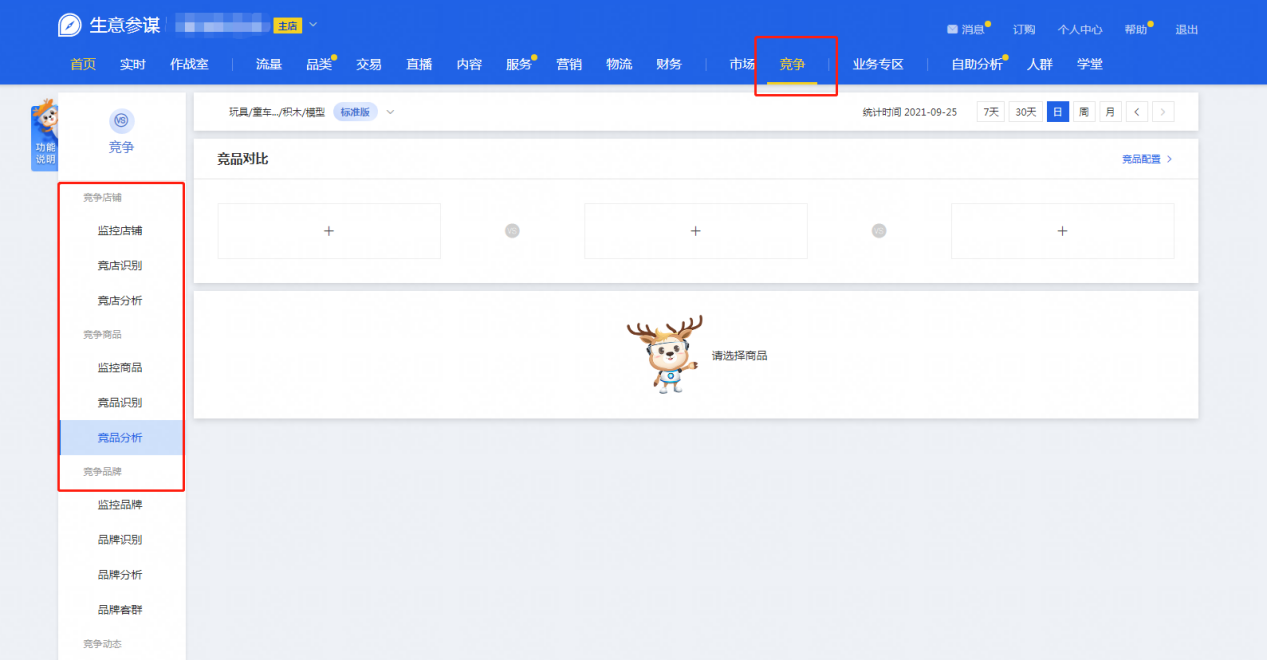 生意参谋 主店 消息 订购 个人中心 帮助 退出
首页 实时 作战室 流量 品类 交易 直播 内容 服务 营销 物流 财务 市场 竞争 业务专区 自助分析 人群 学堂
功能
说明
VS
竞争
竞争店铺
监控店铺
竞店识别
竞店分析
竞争商品
监控商品
竞品识别
竞品分析
竞争品牌
监控品牌
品牌识别
品牌分析
品牌客群
竞争动态
玩具/童车.../积木/模型 标准版 统计时间 2021-09-25 7天 30天 日 周 月
竞品对比 竞品配置
+ VS + VS +
请选择商品